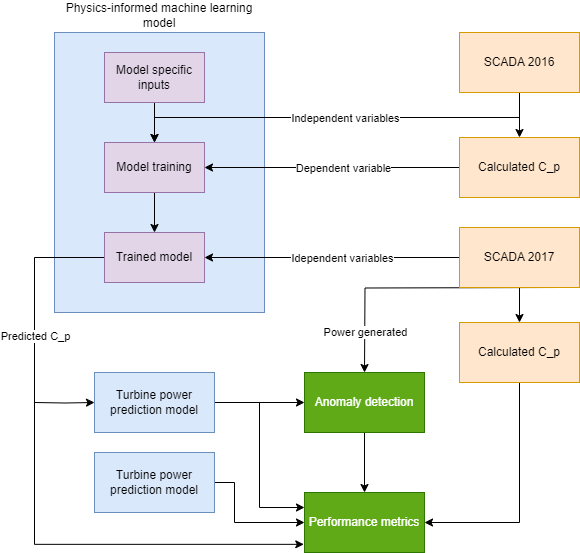 Physics-informed machine learning
model
Model specific
inputs
SCADA 2016
Independent variables
Model training
Dependent variable
Calculated C_p
Trained model
Idependent variables
SCADA 2017
Predicted C_p
Power generated
Calculated C_p
Turbine power
prediction model
Anomaly detection
Turbine power
prediction model
Performance metrics